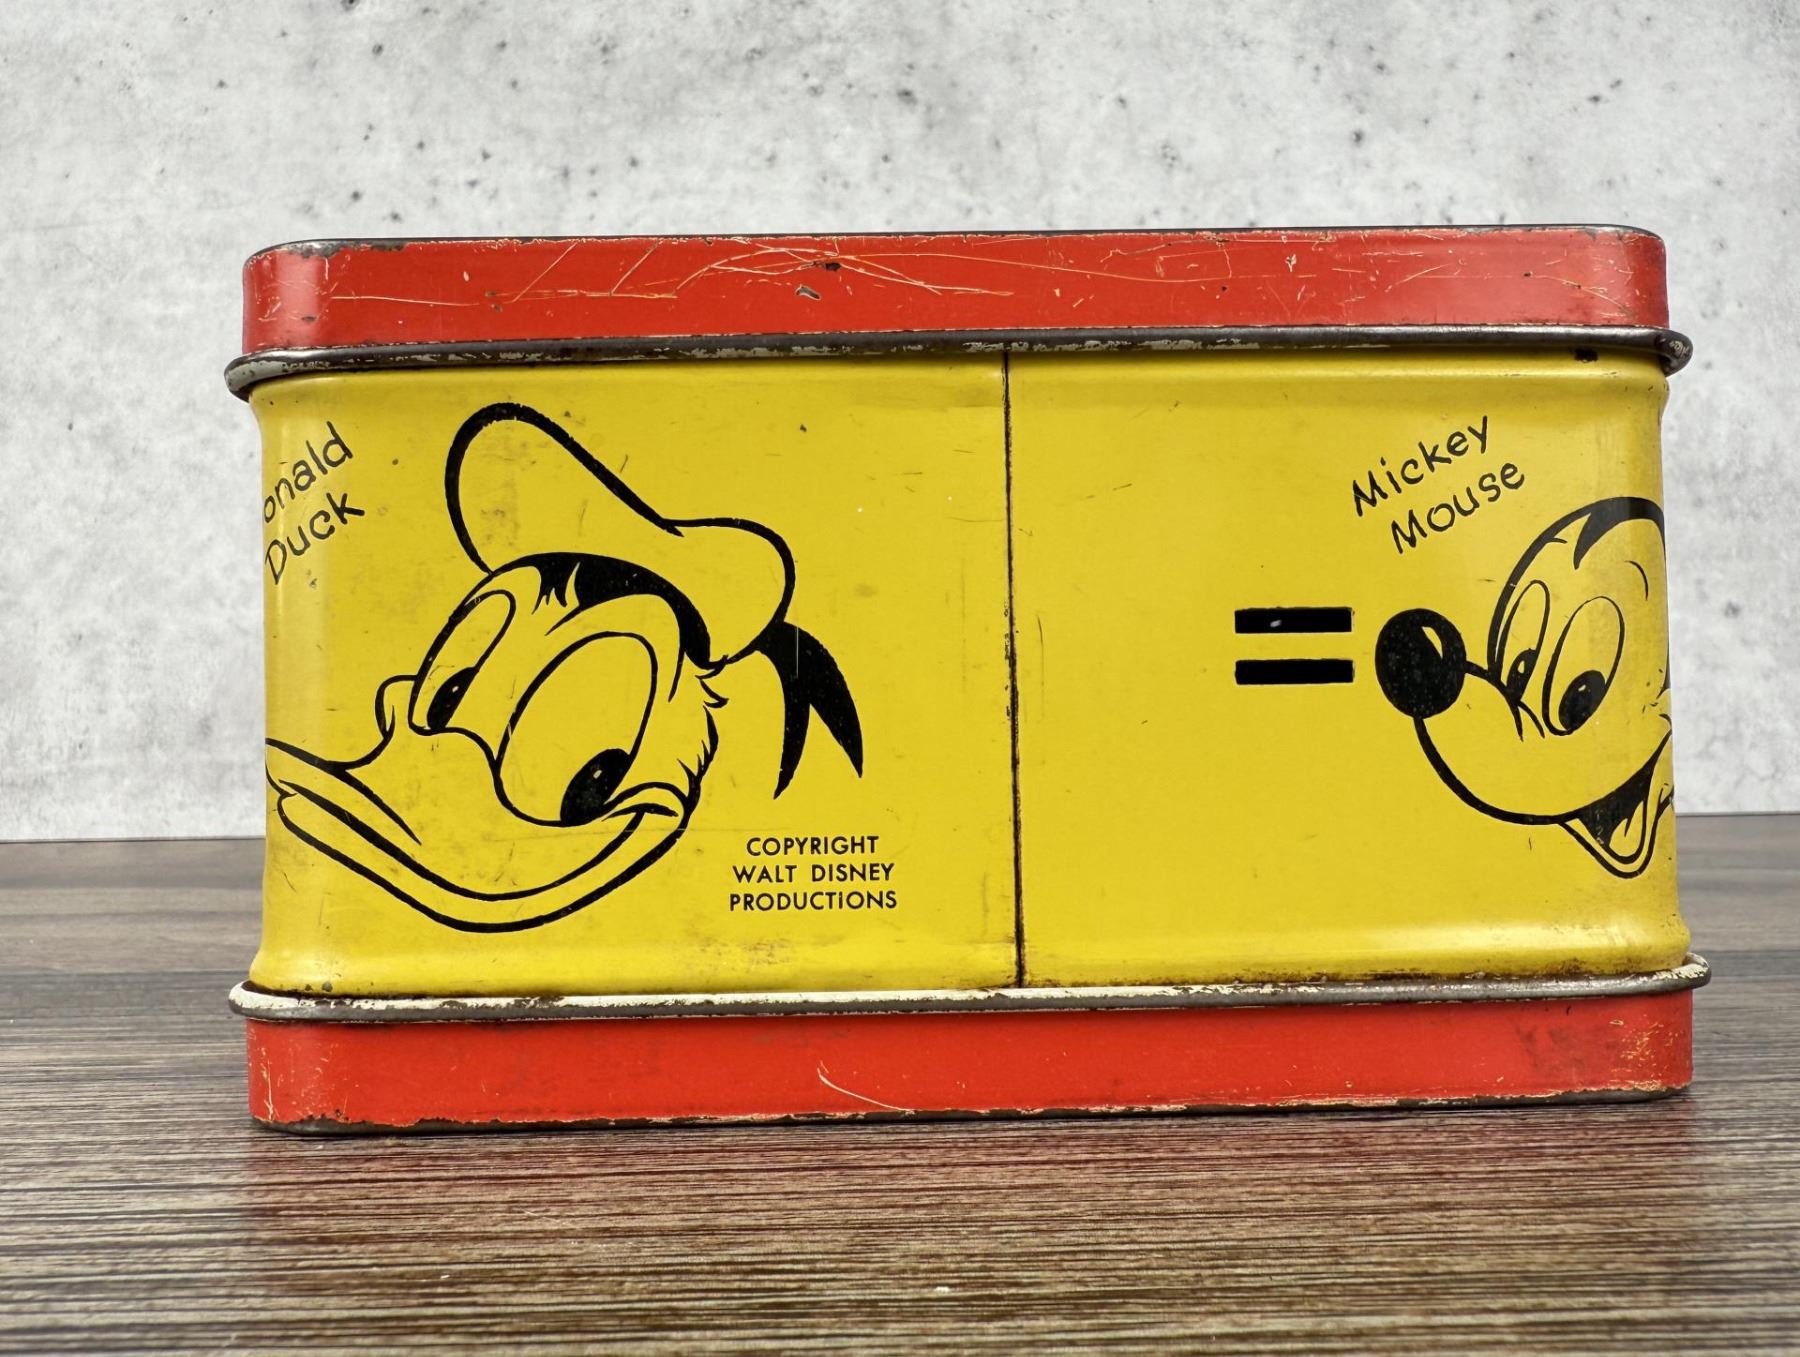 onald
Duck
Mickey
Mouse
COPYRIGHT
WALT DISNEY
PRODUCTIONS